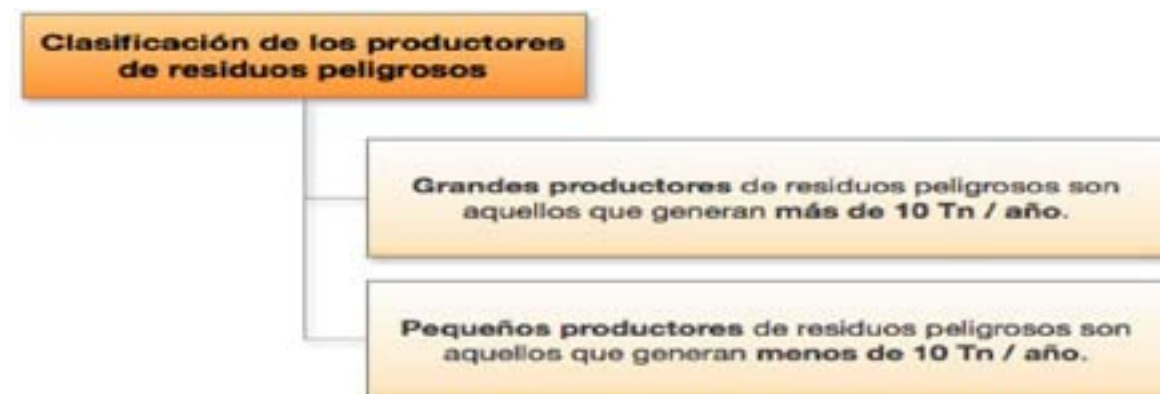 Clasificación de los productores
de residuos peligrosos
Grandes productores de residuos peligrosos son
aquellos que generan más de 10 Tn / año.
Pequeños productores de residuos peligrosos son
aquellos que generan menos de 10 Tn / año.